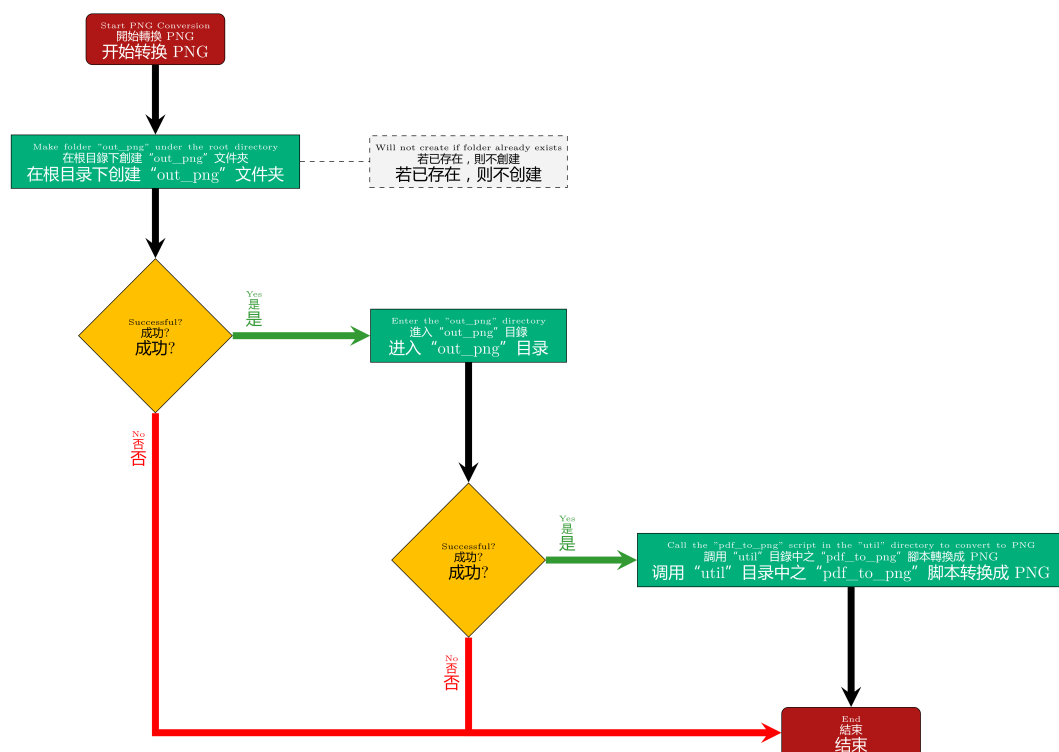 Start PNG Conversion
開始轉換 PNG
开始转换 PNG
Make folder "out_png" under the root directory
在根目錄下創建 “out_png” 文件夾
在根目录下创建 “out_png” 文件夹
Will not create if folder already exists
若已存在，則不創建
若已存在，则不创建
Successful?
成功?
成功?
Yes
是
是
Enter the "out_png" directory
進入 “out_png” 目錄
进入 “out_png” 目录
No
否
否
Successful?
成功?
成功?
Yes
是
是
Call the "pdf_to_png" script in the "util" directory to convert to PNG
調用 “util” 目錄中之 “pdf_to_png” 腳本轉換成 PNG
调用 “util” 目录中之 “pdf_to_png” 脚本转换成 PNG
No
否
否
End
結束
结束